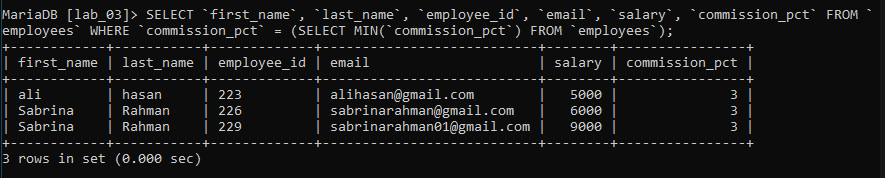 MariaDB [lab_03]> SELECT `first_name`, `last_name`, `employee_id`, `email`, `salary`, `commission_pct` FROM `
employees` WHERE `commission_pct` = (SELECT MIN(`commission_pct`) FROM `employees`);
+------------+-----------+-------------+----------------------------+--------+----------------+
| first_name | last_name | employee_id | email                      | salary | commission_pct |
+------------+-----------+-------------+----------------------------+--------+----------------+
| ali        | hasan     | 223         | alihasan@gmail.com         |   5000 |              3 |
| Sabrina    | Rahman    | 226         | sabrinarahman@gmail.com    |   6000 |              3 |
| Sabrina    | Rahman    | 229         | sabrinarahman01@gmail.com  |   9000 |              3 |
+------------+-----------+-------------+----------------------------+--------+----------------+
3 rows in set (0.000 sec)